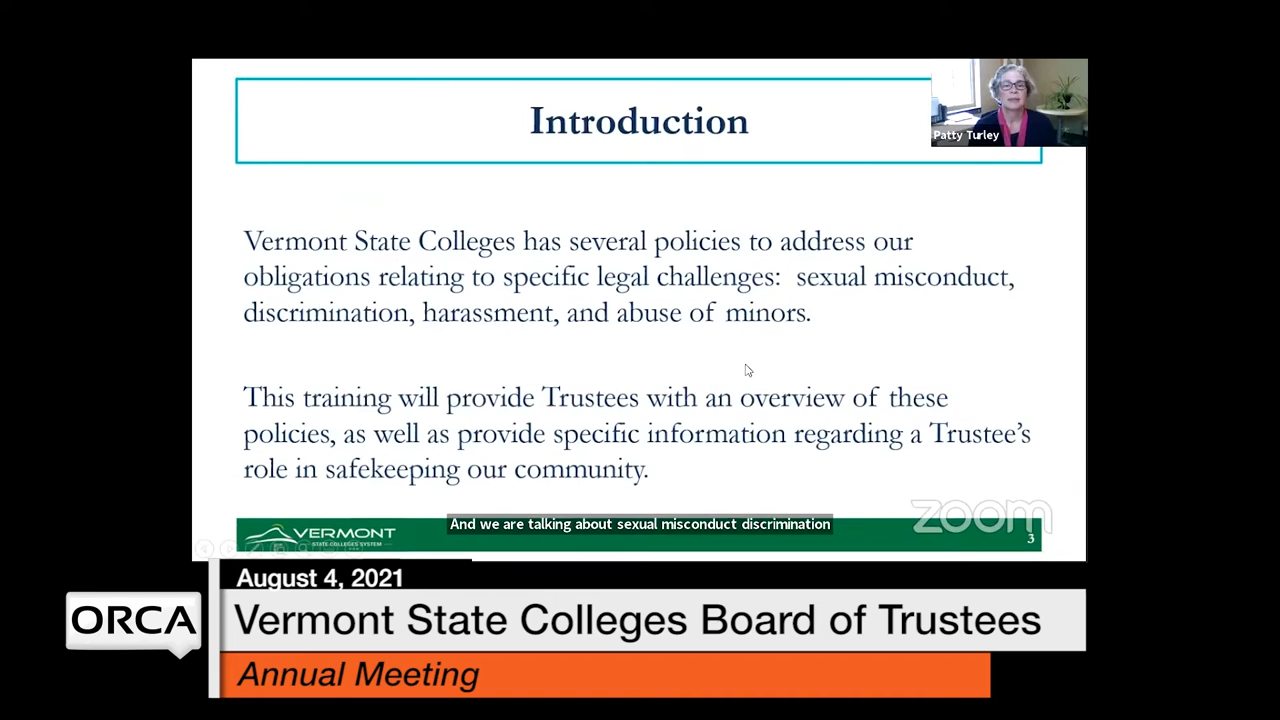 Introduction
Patty Turley
Vermont State Colleges has several policies to address our
obligations relating to specific legal challenges:  sexual misconduct,
discrimination, harassment, and abuse of minors.
This training will provide Trustees with an overview of these
policies, as well as provide specific information regarding a Trustee's
role in safekeeping our community.
zoom
VERMONT
STATE COLLEGES SYSTEM
And we are talking about sexual misconduct discrimination
3
August 4, 2021
ORCA
Vermont State Colleges Board of Trustees
Annual Meeting